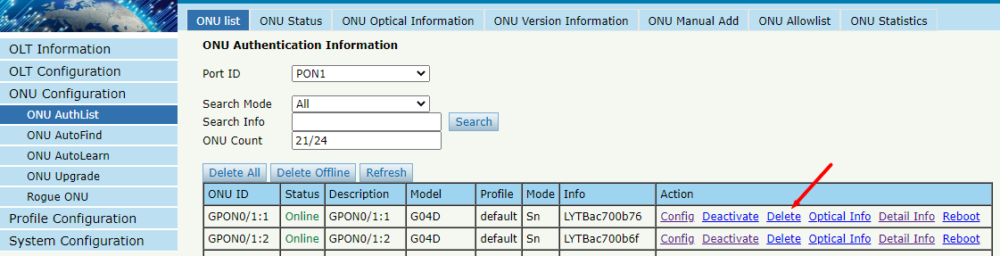 ONU list ONU Status ONU Optical Information ONU Version Information ONU Manual Add ONU Allowlist ONU Statistics
OLT Information
OLT Configuration
ONU Configuration
ONU AuthList
ONU AutoFind
ONU AutoLearn
ONU Upgrade
Rogue ONU
Profile Configuration
System Configuration
ONU Authentication Information
Port ID PON1
Search Mode All
Search Info Search
ONU Count 21/24
Delete All Delete Offline Refresh
ONU ID Status Description Model Profile Mode Info Action
GPON0/1:1 Online GPON0/1:1 G04D default Sn LYTBac700b76 Config Deactivate Delete Optical Info Detail Info Reboot
GPON0/1:2 Online GPON0/1:2 G04D default Sn LYTBac700b6f Config Deactivate Delete Optical Info Detail Info Reboot